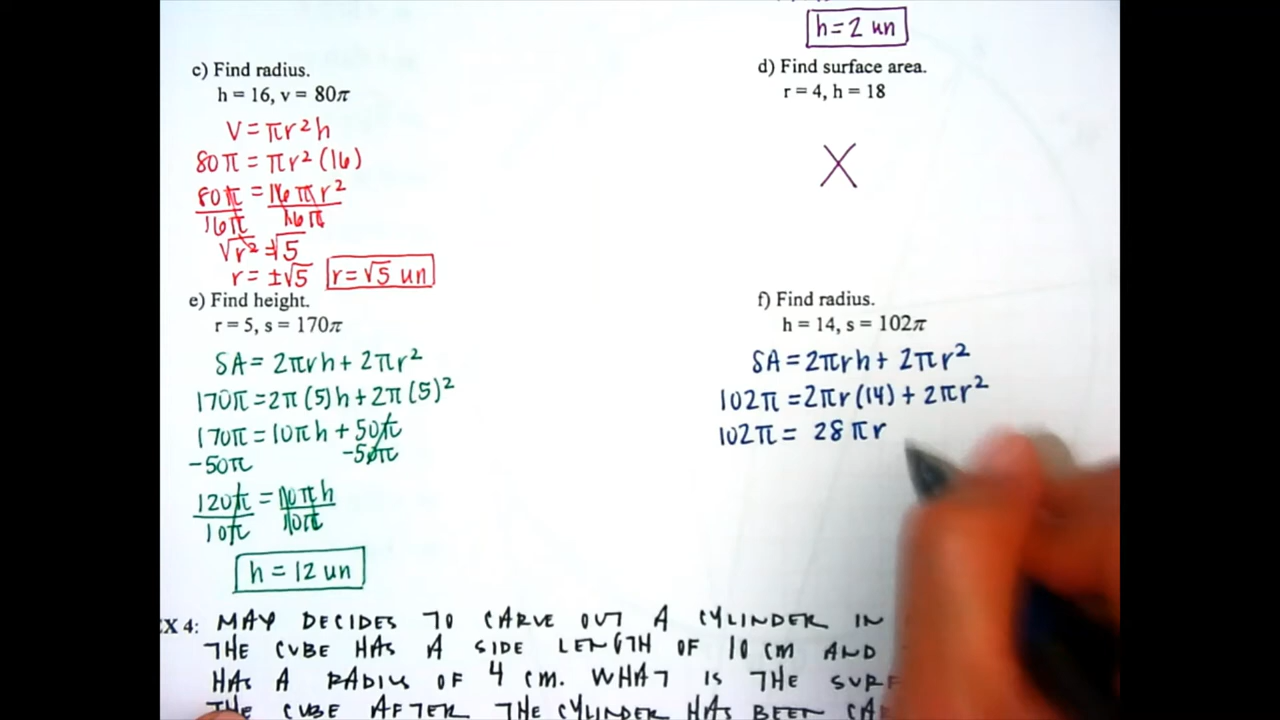 h = 2 un
c) Find radius.
h = 16, v = 80π
V = πr²h
80π = πr²(16)
80π/16π = 16πr²/16π
√r² = ±√5
r = ±√5 r = √5 un
d) Find surface area.
r = 4, h = 18
X
e) Find height.
r = 5, s = 170π
SA = 2πrh + 2πr²
170π = 2π(5)h + 2π(5)²
170π = 10πh + 50π
-50π -50π
120π/10π = 10πh/10π
h = 12 un
f) Find radius.
h = 14, s = 102π
SA = 2πrh + 2πr²
102π = 2πr(14) + 2πr²
102π = 28πr
EX 4: MAY DECIDES TO CARVE OUT A CYLINDER IN
THE CUBE HAS A SIDE LENGTH OF 10 CM AND
HAS A RADIUS OF 4 CM. WHAT IS THE SURF
THE CUBE AFTER THE CYLINDER HAS BEEN CAR